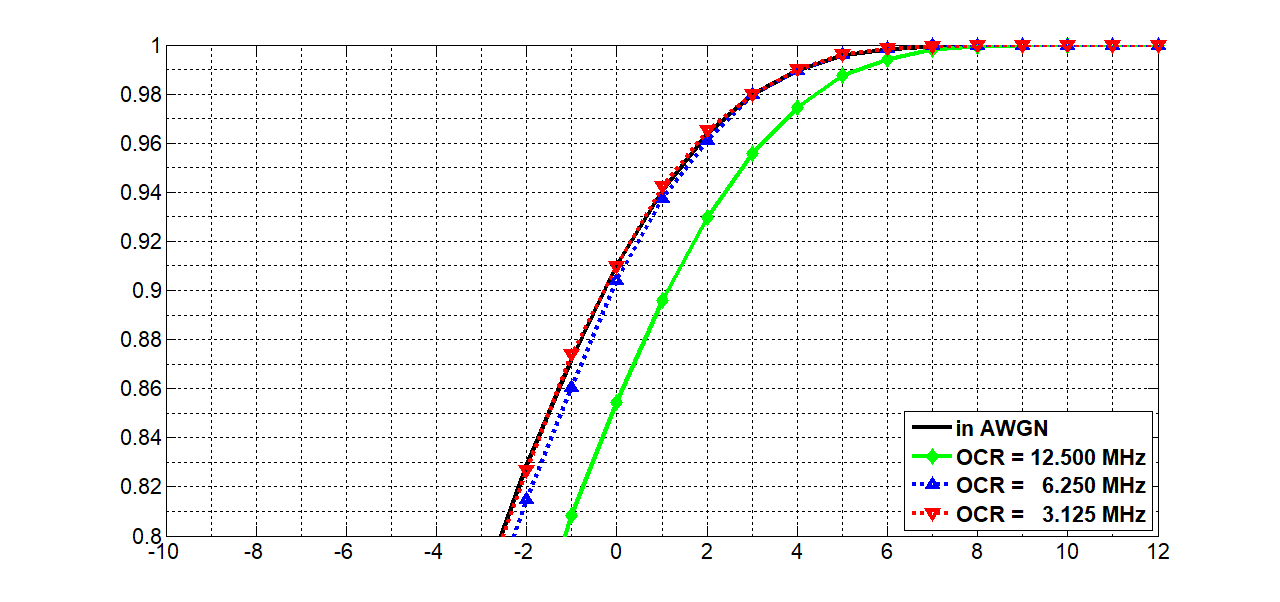 1
0.98
0.96
0.94
0.92
0.9
0.88
0.86
0.84
0.82
0.8
in AWGN
OCR = 12.500 MHz
OCR = 6.250 MHz
OCR = 3.125 MHz
-10 -8 -6 -4 -2 0 2 4 6 8 10 12